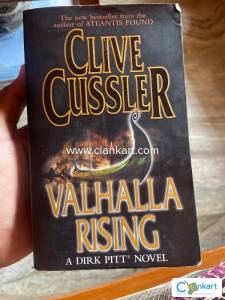 The new bestseller from the
author of ATLANTIS FOUND
CLIVE
CUSSLER
www.clankart.com
VALHALLA
RISING
A DIRK PITT® NOVEL
Clankart